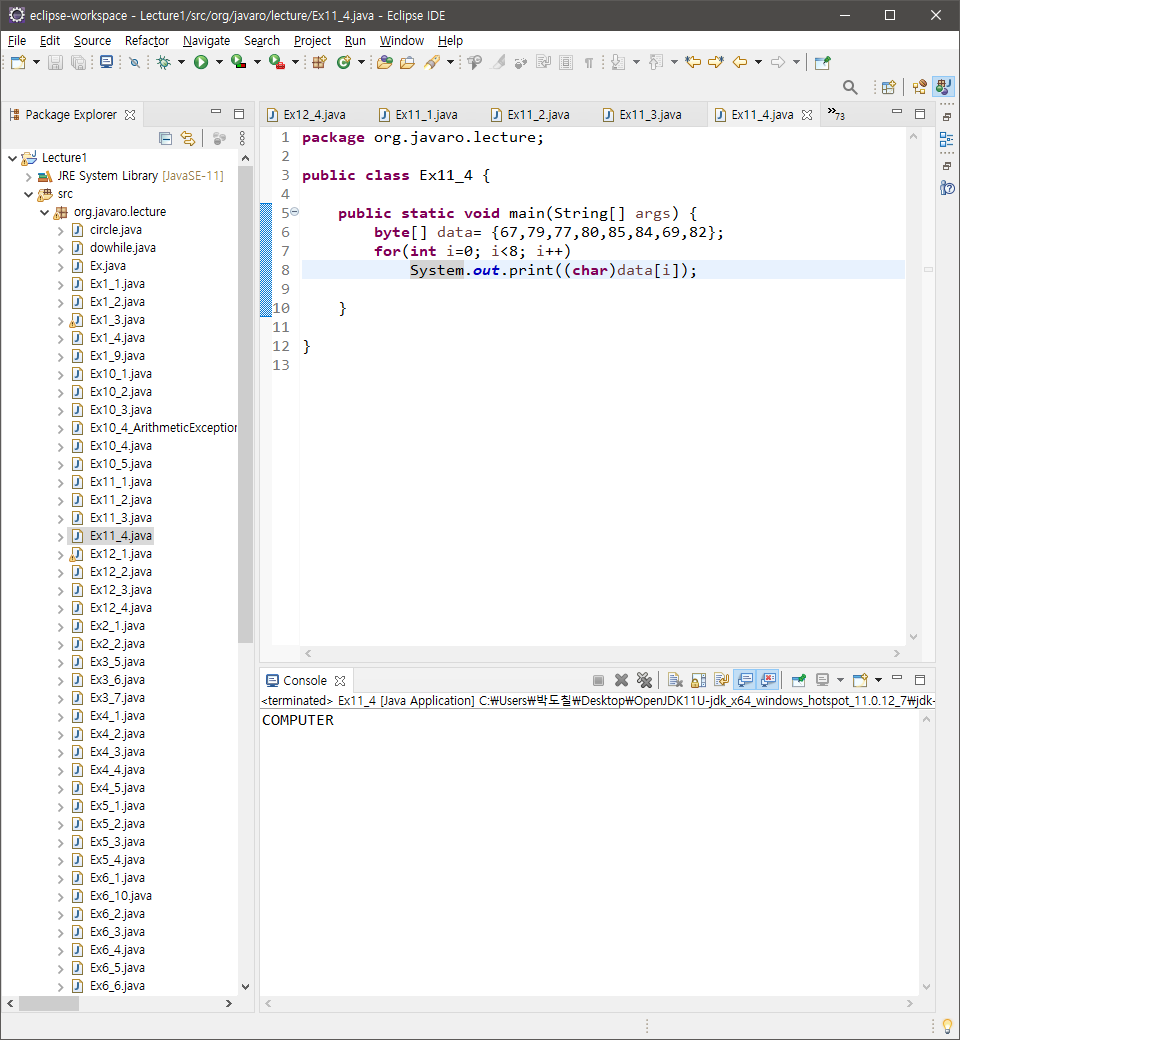 eclipse-workspace - Lecture1/src/org/javaro/lecture/Ex11_4.java - Eclipse IDE
File Edit Source Refactor Navigate Search Project Run Window Help
Package Explorer
Lecture1
JRE System Library [JavaSE-11]
src
org.javaro.lecture
circle.java
dowhile.java
Ex.java
Ex1_1.java
Ex1_2.java
Ex1_3.java
Ex1_4.java
Ex1_9.java
Ex10_1.java
Ex10_2.java
Ex10_3.java
Ex10_4_ArithmeticException
Ex10_4.java
Ex10_5.java
Ex11_1.java
Ex11_2.java
Ex11_3.java
Ex11_4.java
Ex12_1.java
Ex12_2.java
Ex12_3.java
Ex12_4.java
Ex2_1.java
Ex2_2.java
Ex3_5.java
Ex3_6.java
Ex3_7.java
Ex4_1.java
Ex4_2.java
Ex4_3.java
Ex4_4.java
Ex4_5.java
Ex5_1.java
Ex5_2.java
Ex5_3.java
Ex5_4.java
Ex6_1.java
Ex6_10.java
Ex6_2.java
Ex6_3.java
Ex6_4.java
Ex6_5.java
Ex6_6.java
Ex12_4.java Ex11_1.java Ex11_2.java Ex11_3.java Ex11_4.java »73
1 package org.javaro.lecture;
2
3 public class Ex11_4 {
4
5 public static void main(String[] args) {
6 byte[] data= {67,79,77,80,85,84,69,82};
7 for(int i=0; i<8; i++)
8 System.out.print((char)data[i]);
9
10 }
11
12 }
13
Console
<terminated> Ex11_4 [Java Application] C:₩Users₩박도칠₩Desktop₩OpenJDK11U-jdk_x64_windows_hotspot_11.0.12_7₩jdk-
COMPUTER